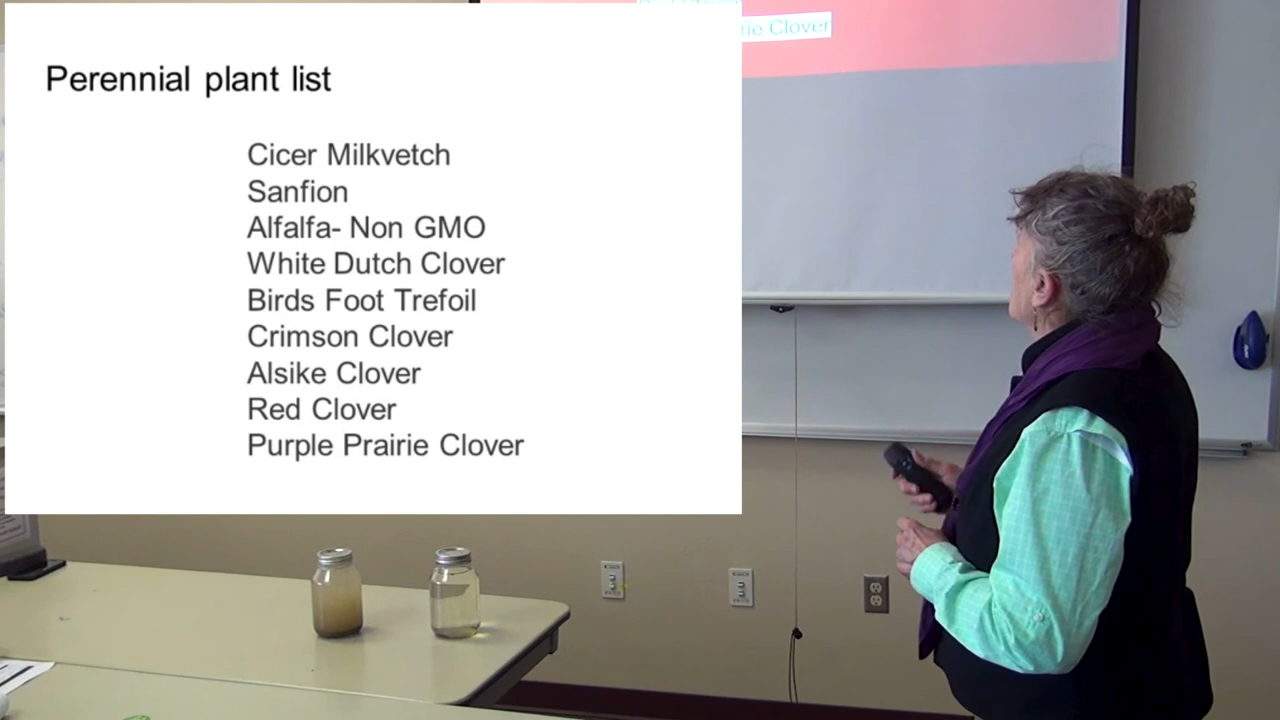 Perennial plant list
Cicer Milkvetch
Sanfion
Alfalfa- Non GMO
White Dutch Clover
Birds Foot Trefoil
Crimson Clover
Alsike Clover
Red Clover
Purple Prairie Clover
Clover